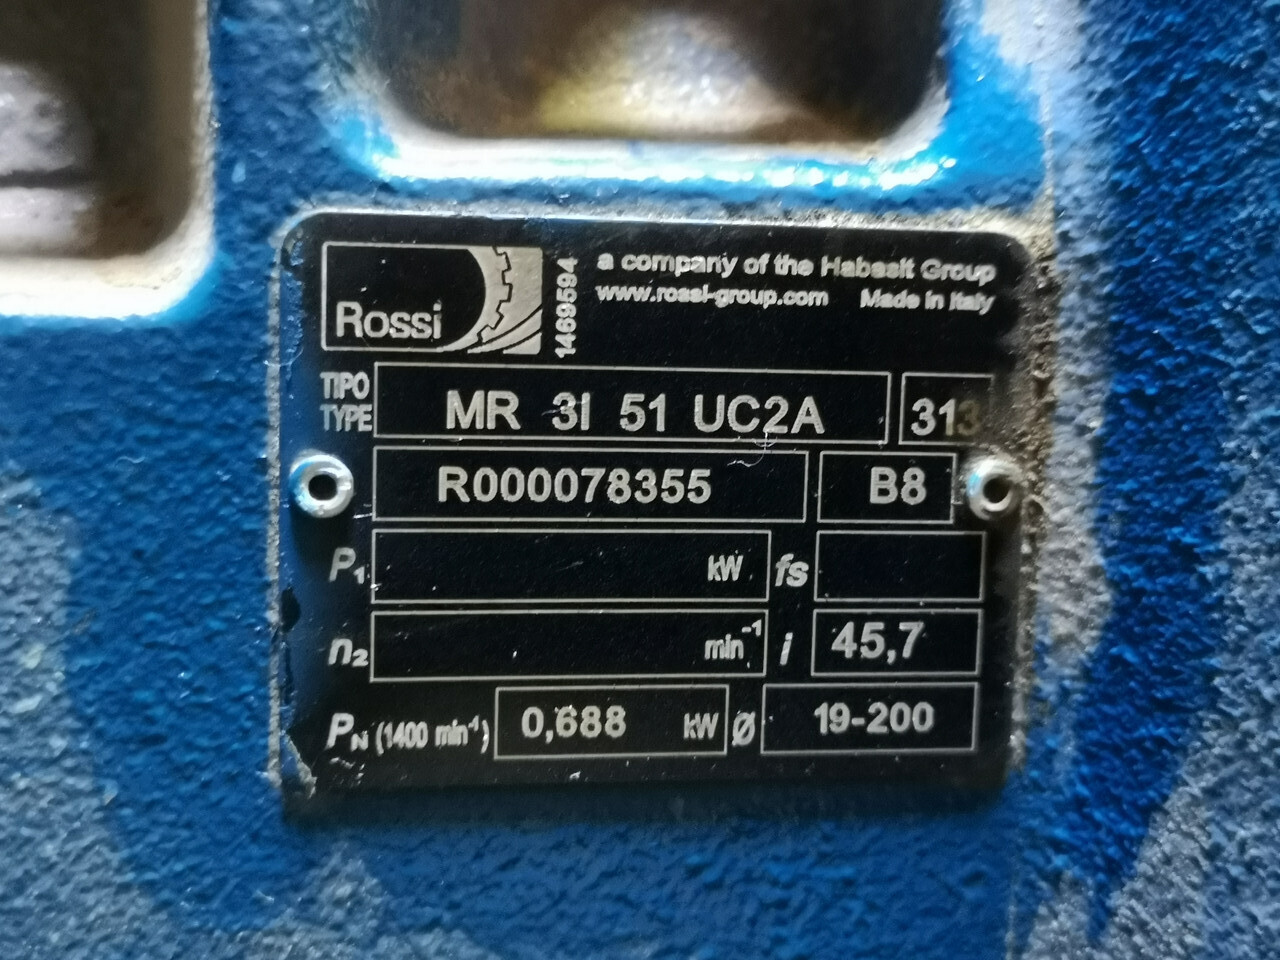 Rossi
1469594
a company of the Habasit Group
www.rossi-group.com Made in Italy
TIPO
TYPE
MR 3I 51 UC2A
313
R000078355
B8
P₁ kW fs
n₂ min⁻¹ i 45,7
P_N (1400 min⁻¹) 0,688 kW Ø 19-200